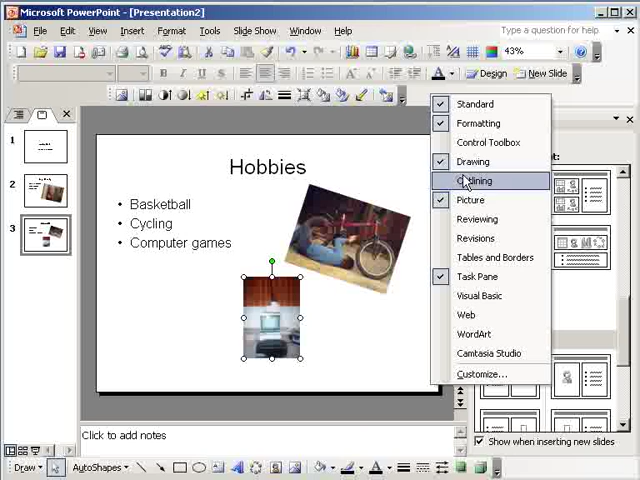 Microsoft PowerPoint - [Presentation2]
File Edit View Insert Format Tools Slide Show Window Help
Type a question for help
43%
B
A Design New Slide
Standard
Formatting
Control Toolbox
Drawing
Picture
Reviewing
Revisions
Tables and Borders
Task Pane
Visual Basic
Web
WordArt
Camtasia Studio
Customize...
1
2
3
Hobbies
• Basketball
• Cycling
• Computer games
Click to add notes
Show when inserting new slides
Draw AutoShapes A